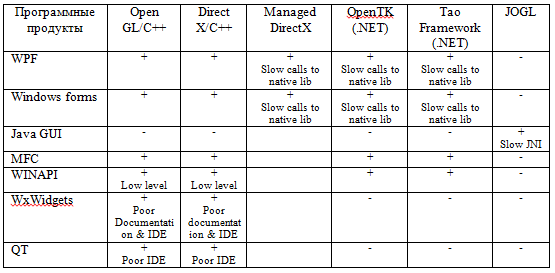 Программные продукты Open GL/C++ Direct X/C++ Managed DirectX OpenTK (.NET) Tao Framework (.NET) JOGL
WPF + + + Slow calls to native lib + Slow calls to native lib + Slow calls to native lib -
Windows forms + + + Slow calls to native lib + Slow calls to native lib + Slow calls to native lib -
Java GUI - - - - + Slow JNI
MFC + + + + -
WINAPI + Low level + Low level + + -
WxWidgets + Poor Documentati on & IDE + Poor documentat ion & IDE - - -
QT + Poor IDE + Poor IDE - - -